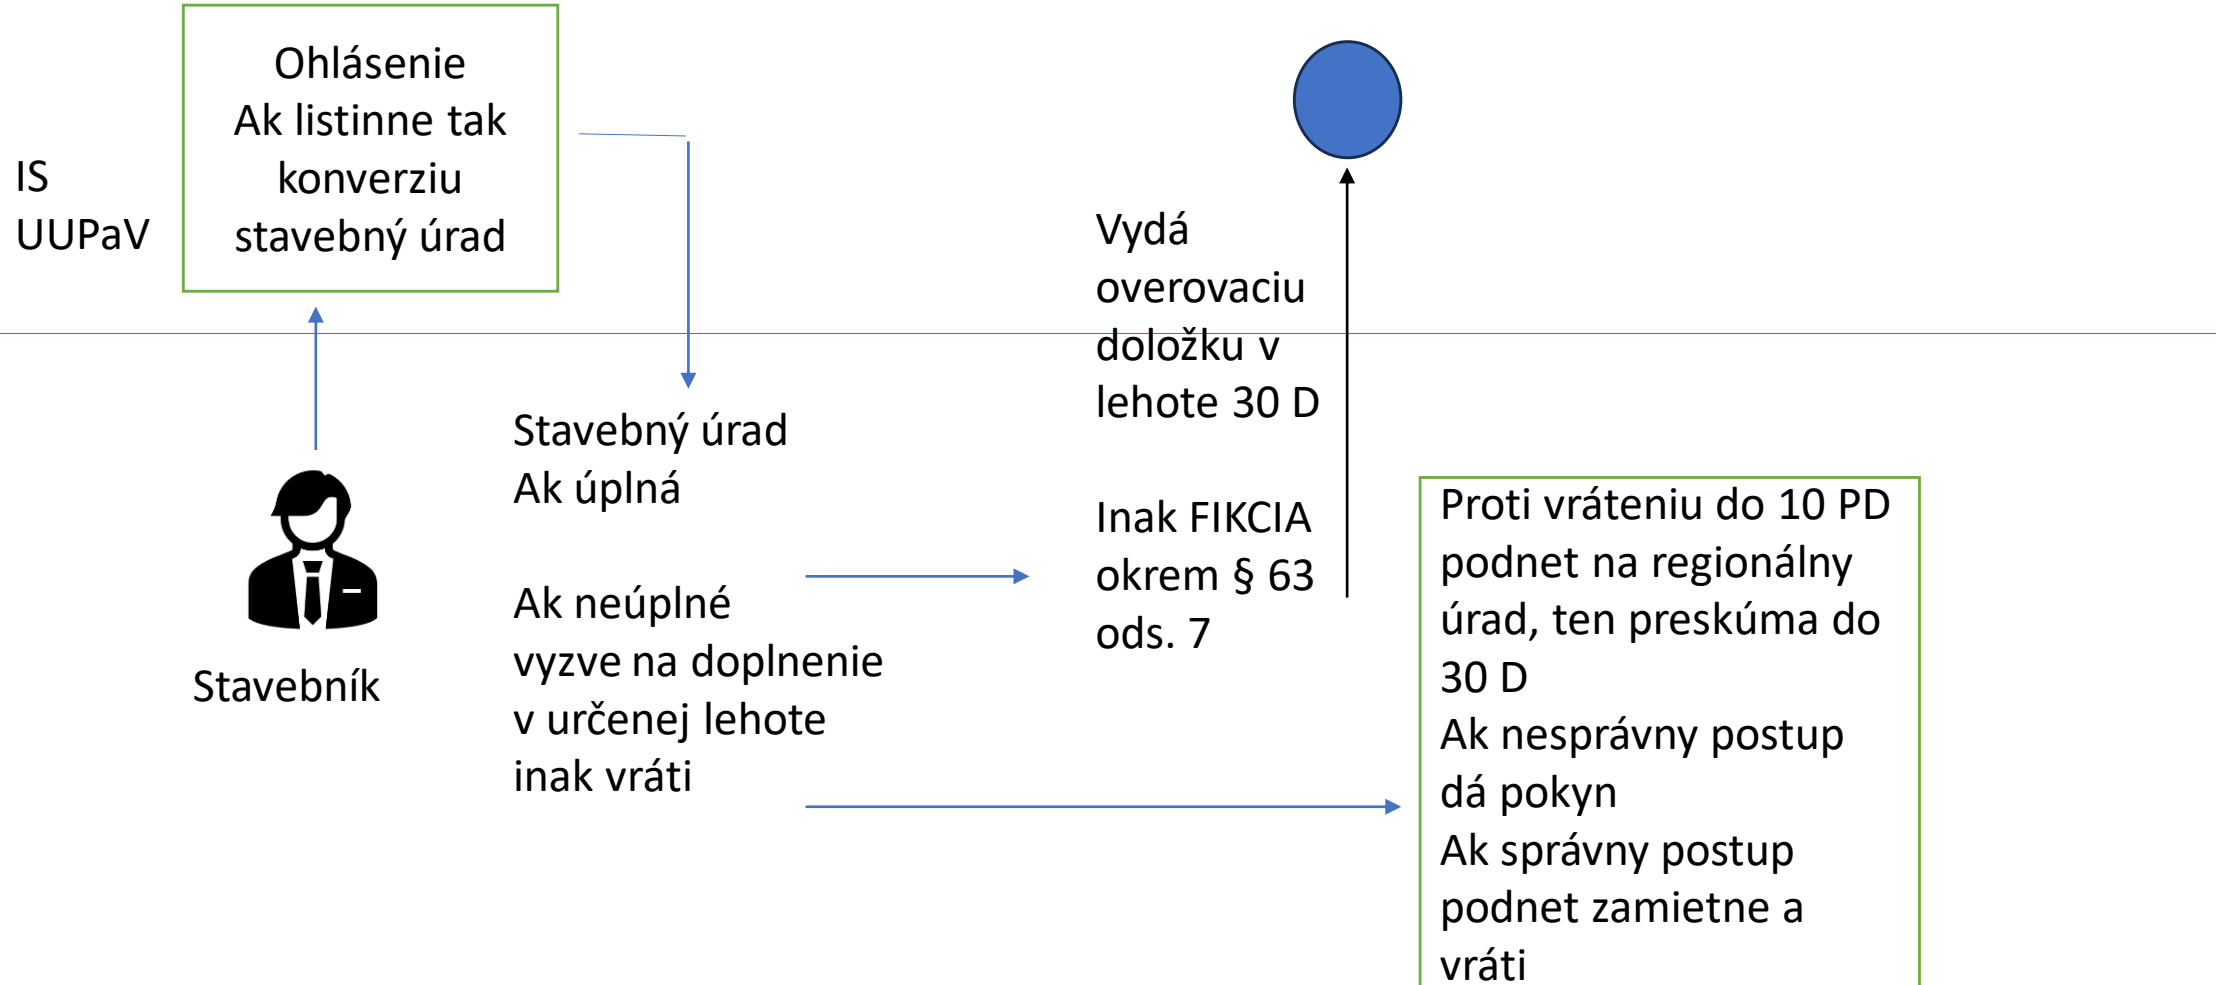 IS
UUPaV
Ohlásenie
Ak listinne tak
konverziu
stavebný úrad
Stavebník
Stavebný úrad
Ak úplná
Ak neúplné
vyzve na doplnenie
v určenej lehote
inak vráti
Vydá
overovaciu
doložku v
lehote 30 D
Inak FIKCIA
okrem § 63
ods. 7
Proti vráteniu do 10 PD
podnet na regionálny
úrad, ten preskúma do
30 D
Ak nesprávny postup
dá pokyn
Ak správny postup
podnet zamietne a
vráti